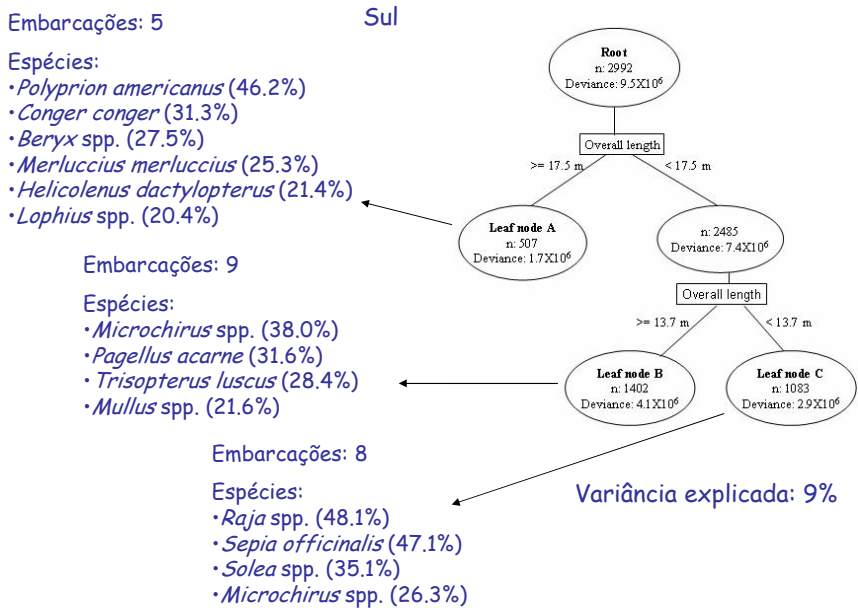 Sul
Embarcações: 5
Espécies:
•Polyprion americanus (46.2%)
•Conger conger (31.3%)
•Beryx spp. (27.5%)
•Merluccius merluccius (25.3%)
•Helicolenus dactylopterus (21.4%)
•Lophius spp. (20.4%)
Embarcações: 9
Espécies:
•Microchirus spp. (38.0%)
•Pagellus acarne (31.6%)
•Trisopterus luscus (28.4%)
•Mullus spp. (21.6%)
Embarcações: 8
Espécies:
•Raja spp. (48.1%)
•Sepia officinalis (47.1%)
•Solea spp. (35.1%)
•Microchirus spp. (26.3%)
Root
n: 2992
Deviance: 9.5X10⁶
Overall length
>= 17.5 m
< 17.5 m
Leaf node A
n: 507
Deviance: 1.7X10⁶
n: 2485
Deviance: 7.4X10⁶
Overall length
>= 13.7 m
< 13.7 m
Leaf node B
n: 1402
Deviance: 4.1X10⁶
Leaf node C
n: 1083
Deviance: 2.9X10⁶
Variância explicada: 9%